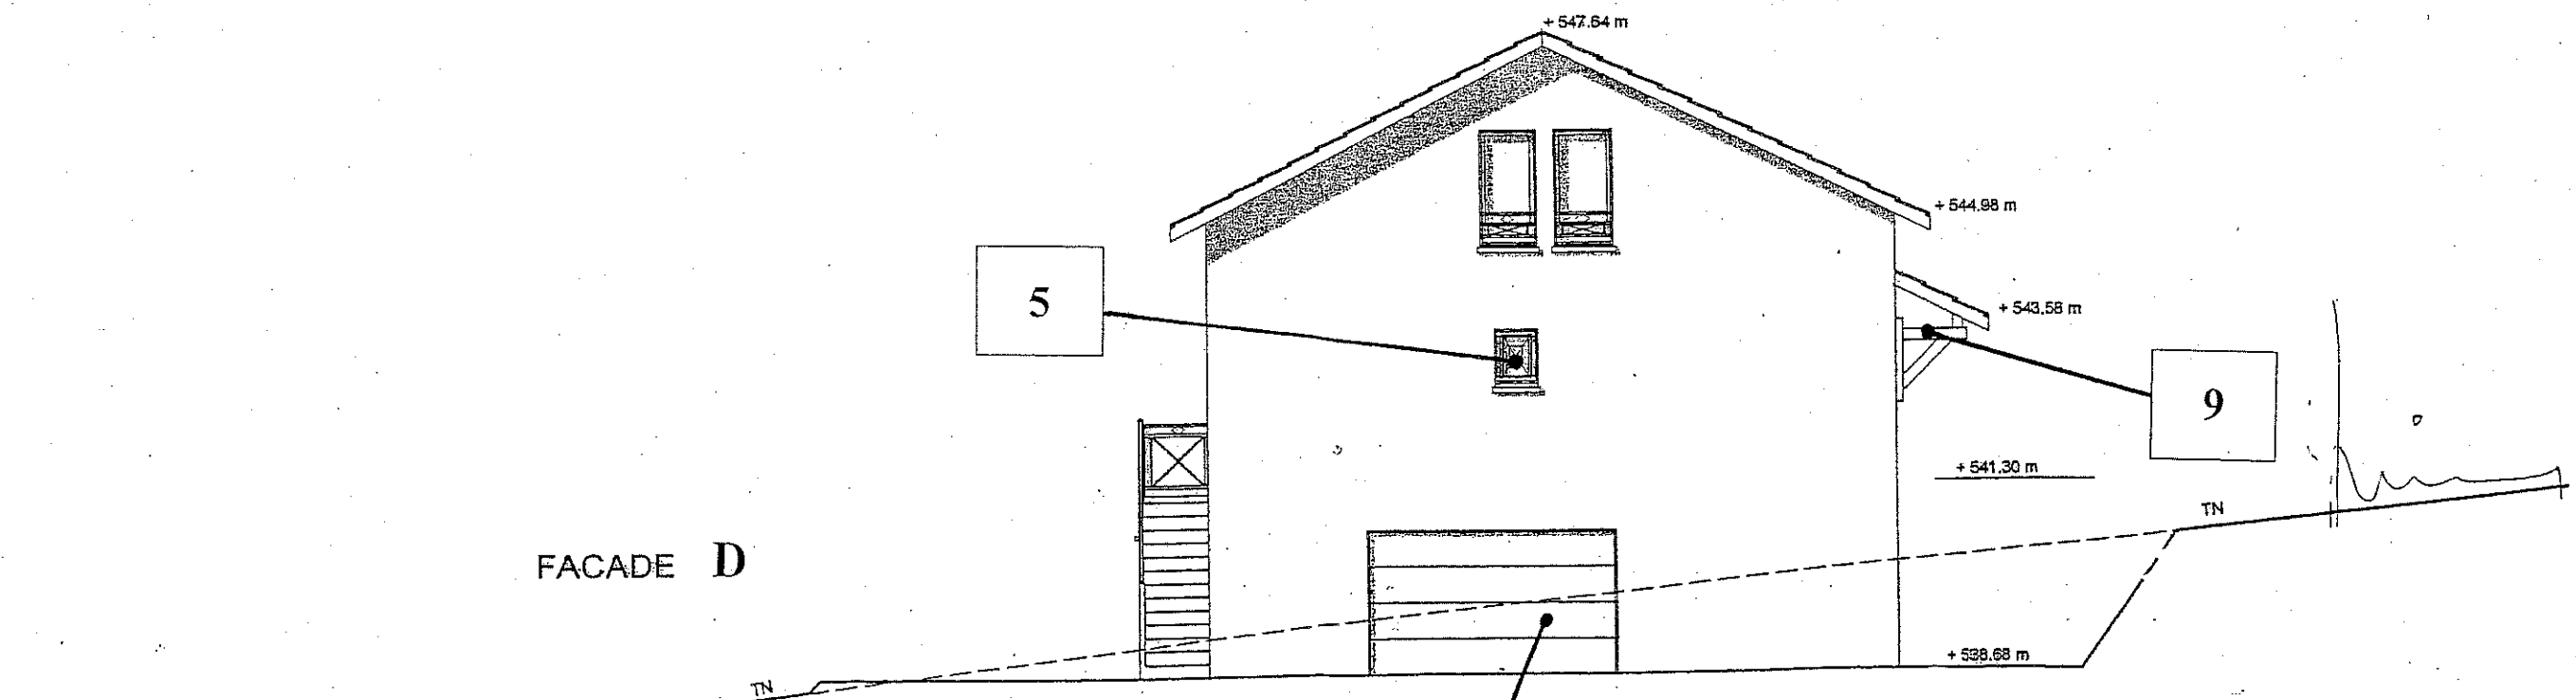 + 547.64 m
+ 544.98 m
5
+ 543.58 m
9
+ 541.30 m
TN
FACADE D
+ 538.68 m
TN